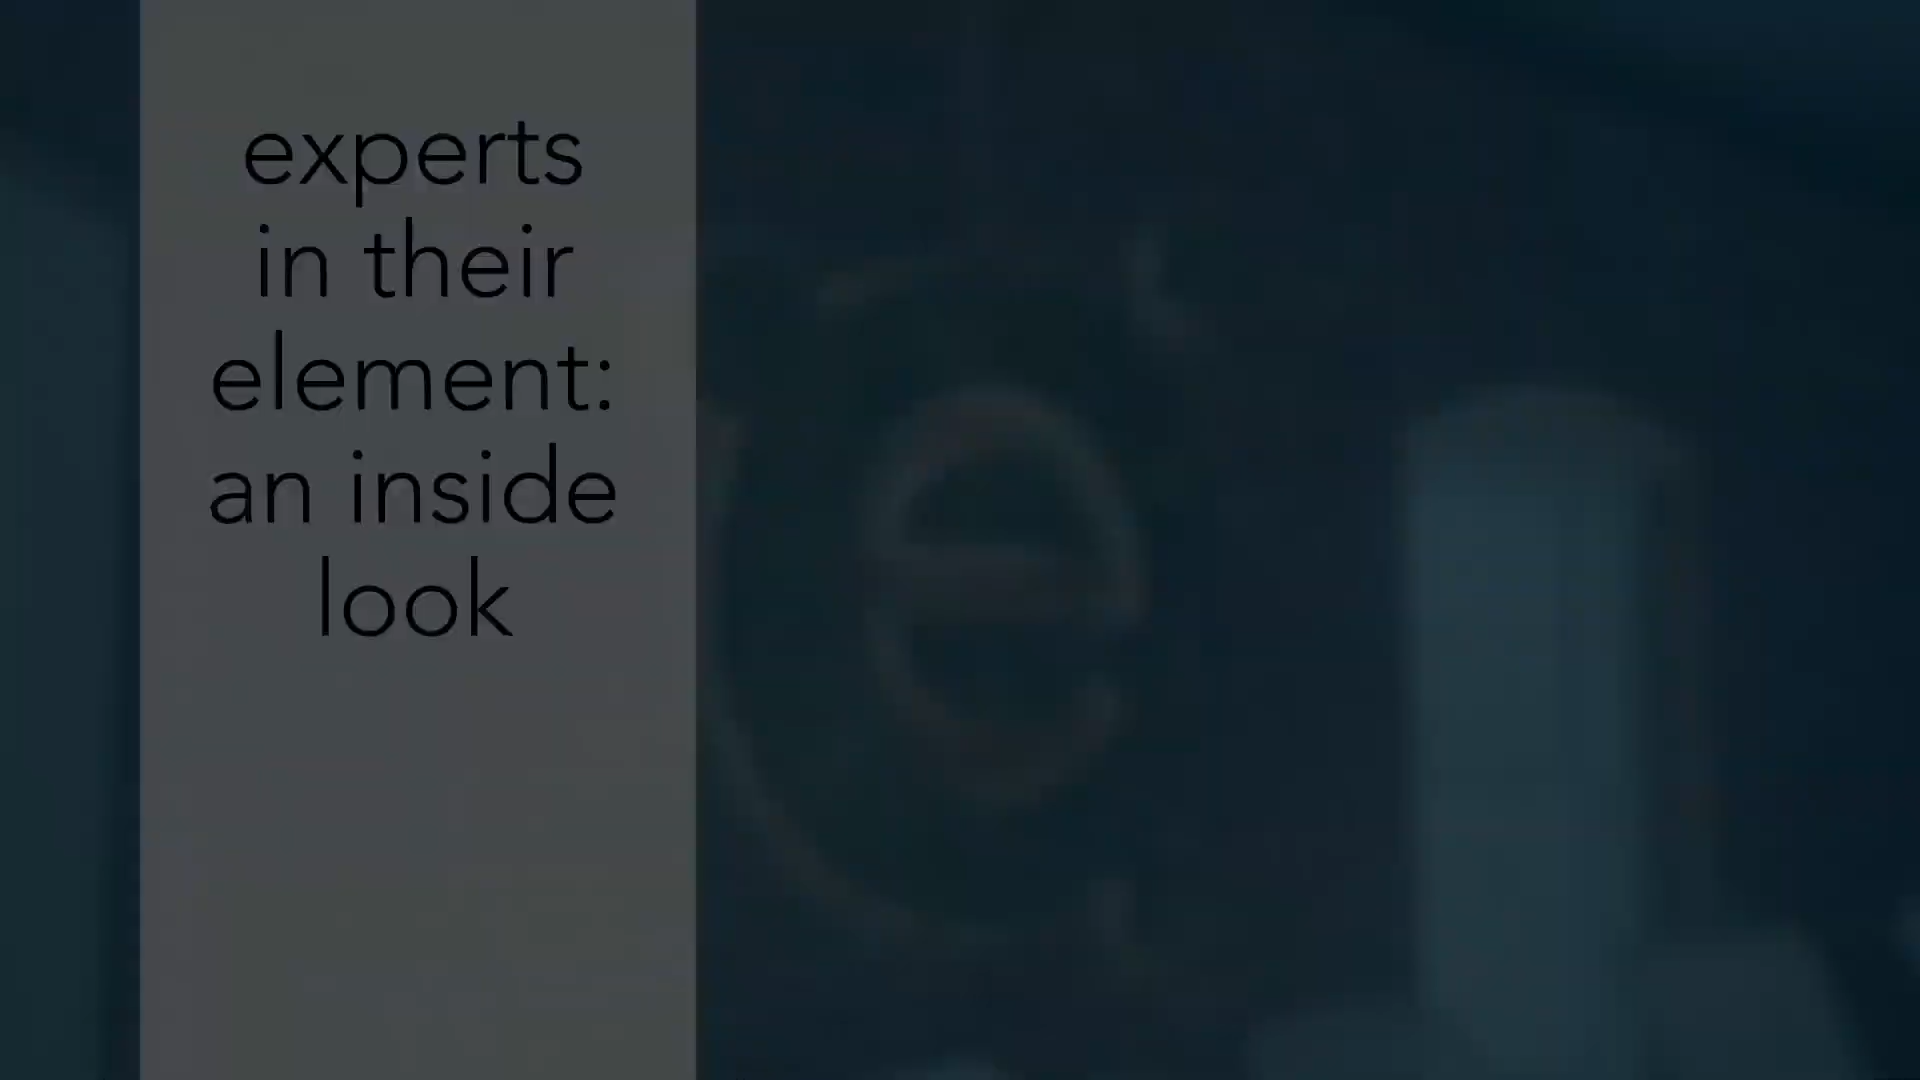 experts
in their
element:
an inside
look
e